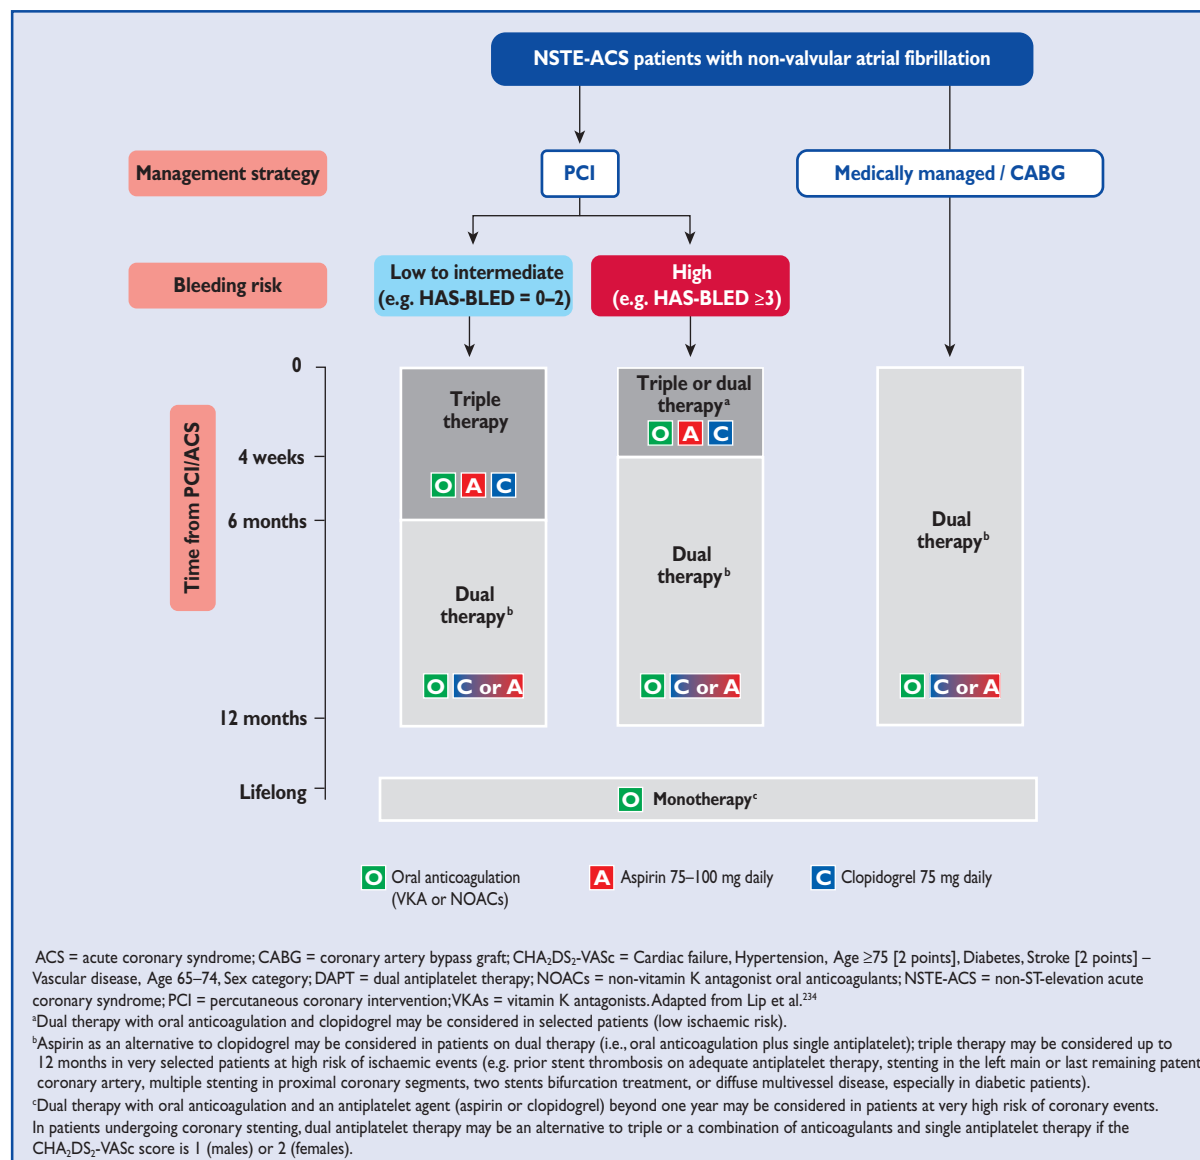 NSTE-ACS patients with non-valvular atrial fibrillation
Management strategy
PCI
Medically managed / CABG
Bleeding risk
Low to intermediate
(e.g. HAS-BLED = 0–2)
High
(e.g. HAS-BLED ≥3)
Time from PCI/ACS
0
4 weeks
6 months
12 months
Lifelong
Triple
therapy
O A C
Dual
therapyᵇ
O C or A
Triple or dual
therapyᵃ
O A C
Dual
therapyᵇ
O C or A
Dual
therapyᵇ
O C or A
O Monotherapyᶜ
O Oral anticoagulation
(VKA or NOACs)
A Aspirin 75–100 mg daily
C Clopidogrel 75 mg daily
ACS = acute coronary syndrome; CABG = coronary artery bypass graft; CHA₂DS₂-VASc = Cardiac failure, Hypertension, Age ≥75 [2 points], Diabetes, Stroke [2 points] –
Vascular disease, Age 65–74, Sex category; DAPT = dual antiplatelet therapy; NOACs = non-vitamin K antagonist oral anticoagulants; NSTE-ACS = non-ST-elevation acute
coronary syndrome; PCI = percutaneous coronary intervention; VKAs = vitamin K antagonists. Adapted from Lip et al.²³⁴
ᵃDual therapy with oral anticoagulation and clopidogrel may be considered in selected patients (low ischaemic risk).
ᵇAspirin as an alternative to clopidogrel may be considered in patients on dual therapy (i.e., oral anticoagulation plus single antiplatelet); triple therapy may be considered up to
12 months in very selected patients at high risk of ischaemic events (e.g. prior stent thrombosis on adequate antiplatelet therapy, stenting in the left main or last remaining patent
coronary artery, multiple stenting in proximal coronary segments, two stents bifurcation treatment, or diffuse multivessel disease, especially in diabetic patients).
ᶜDual therapy with oral anticoagulation and an antiplatelet agent (aspirin or clopidogrel) beyond one year may be considered in patients at very high risk of coronary events.
In patients undergoing coronary stenting, dual antiplatelet therapy may be an alternative to triple or a combination of anticoagulants and single antiplatelet therapy if the
CHA₂DS₂-VASc score is 1 (males) or 2 (females).